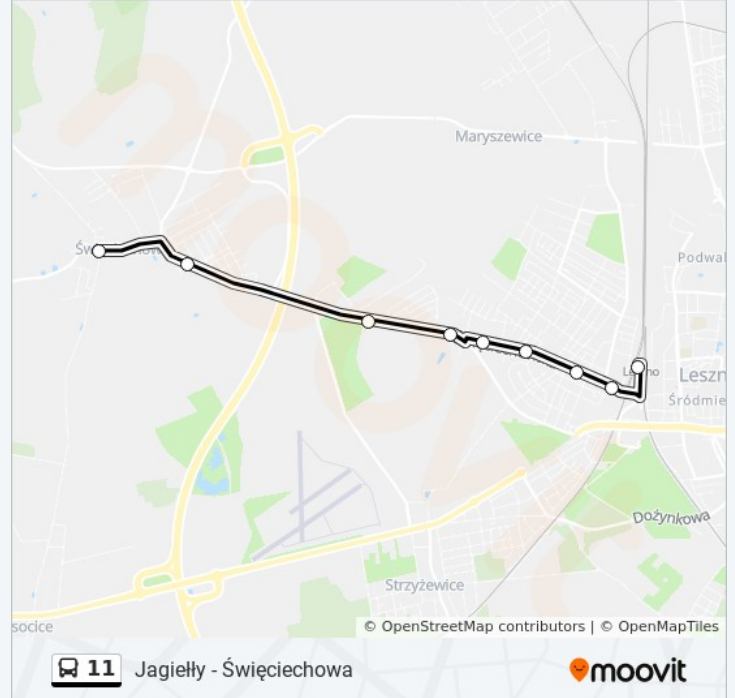 Maryszewice
Podwal
Leszn
Śródmie
Dożynkowa
Strzyżewice
socice
© OpenStreetMap contributors | © OpenMapTiles
11 Jagiełły - Święciechowa
moovit